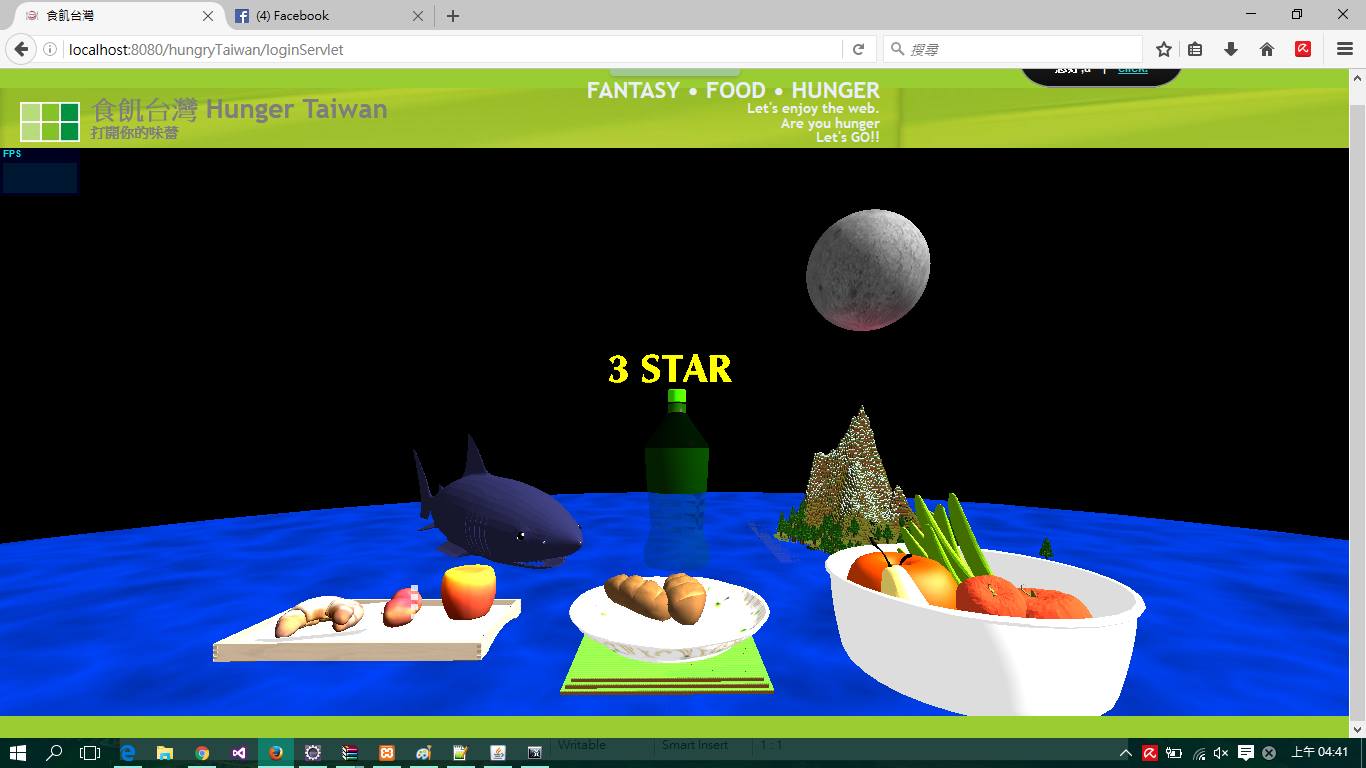 食飢台灣
(4) Facebook
localhost:8080/hungryTaiwan/loginServlet
搜尋
Click!
食飢台灣 Hunger Taiwan
打開你的味蕾
FANTASY • FOOD • HUNGER
Let's enjoy the web.
Are you hunger
Let's GO!!
FPS
3 STAR
Writable
Smart Insert
1 : 1
上午 04:41